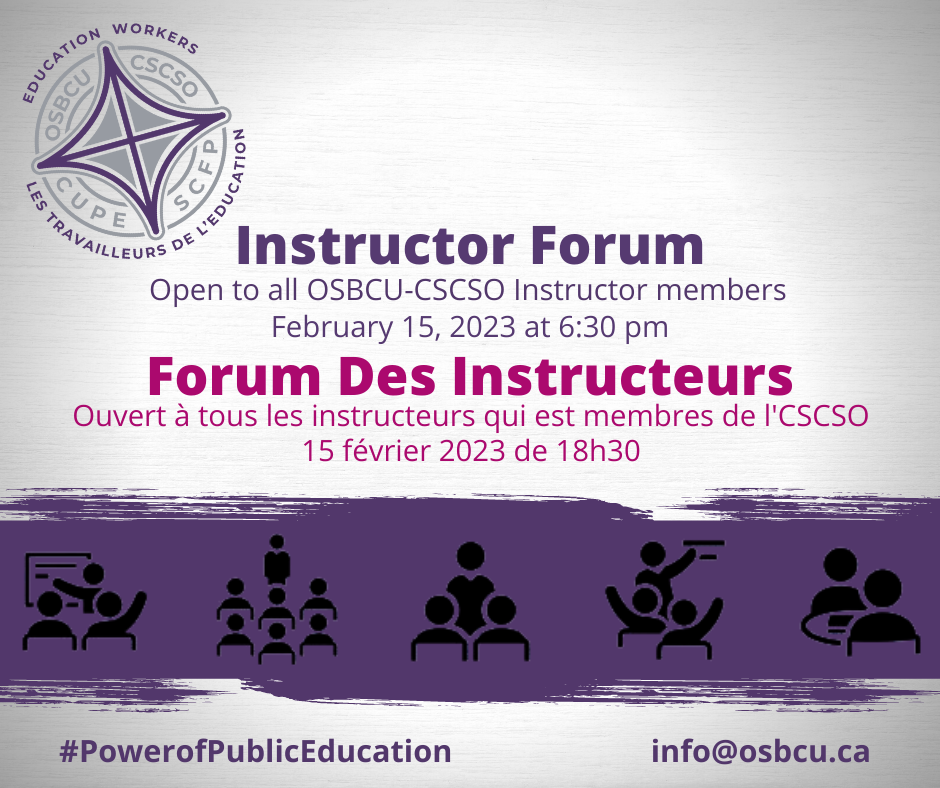 EDUCATION WORKERS
OSBCU
CSCSO
CUPE
SCFP
LES TRAVAILLEURS DE L'EDUCATION
Instructor Forum
Open to all OSBCU-CSCSO Instructor members
February 15, 2023 at 6:30 pm
Forum Des Instructeurs
Ouvert à tous les instructeurs qui est membres de l'CSCSO
15 février 2023 de 18h30
#PowerofPublicEducation
info@osbcu.ca